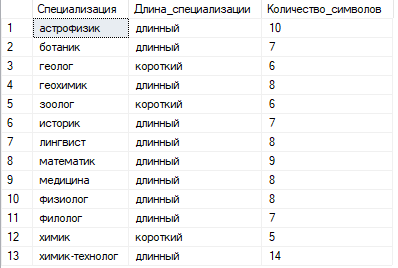 Специализация Длина_специализации Количество_символов
1 астрофизик длинный 10
2 ботаник длинный 7
3 геолог короткий 6
4 геохимик длинный 8
5 зоолог короткий 6
6 историк длинный 7
7 лингвист длинный 8
8 математик длинный 9
9 медицина длинный 8
10 физиолог длинный 8
11 филолог длинный 7
12 химик короткий 5
13 химик-технолог длинный 14